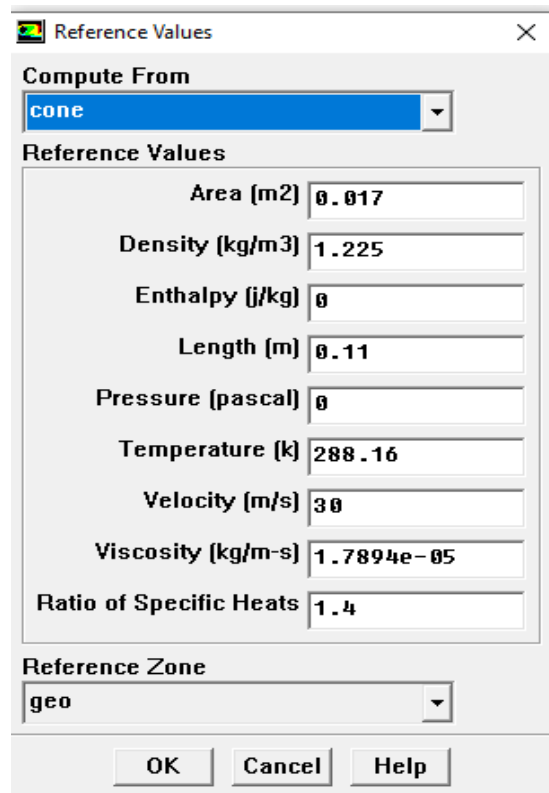 Reference Values
Compute From
cone
Reference Values
Area (m2) 0.017
Density (kg/m3) 1.225
Enthalpy (j/kg) 0
Length (m) 0.11
Pressure (pascal) 0
Temperature (k) 288.16
Velocity (m/s) 30
Viscosity (kg/m-s) 1.7894e-05
Ratio of Specific Heats 1.4
Reference Zone
geo
OK Cancel Help